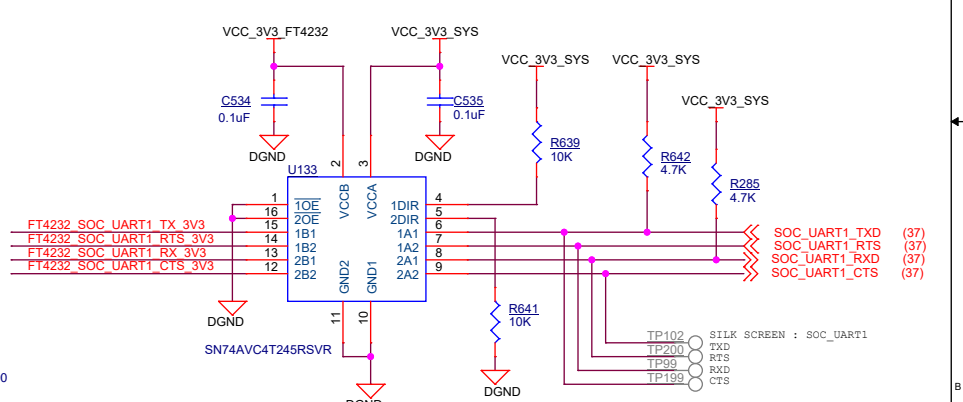 VCC_3V3_FT4232
VCC_3V3_SYS
VCC_3V3_SYS
VCC_3V3_SYS
VCC_3V3_SYS
C534
0.1uF
C535
0.1uF
DGND
DGND
R639
10K
R642
4.7K
R285
4.7K
U133
2
3
VCCB
VCCA
1 1OE
16 2OE
15 1B1
14 1B2
13 2B1
12 2B2
1DIR 4
2DIR 5
1A1 6
1A2 7
2A1 8
2A2 9
GND2
GND1
11
10
FT4232_SOC_UART1_TX_3V3
FT4232_SOC_UART1_RTS_3V3
FT4232_SOC_UART1_RX_3V3
FT4232_SOC_UART1_CTS_3V3
SOC_UART1_TXD (37)
SOC_UART1_RTS (37)
SOC_UART1_RXD (37)
SOC_UART1_CTS (37)
DGND
SN74AVC4T245RSVR
R641
10K
TP102 SILK SCREEN : SOC_UART1
TXD
TP200 RTS
TP99 RXD
TP199 CTS
DGND
DGND
0
B